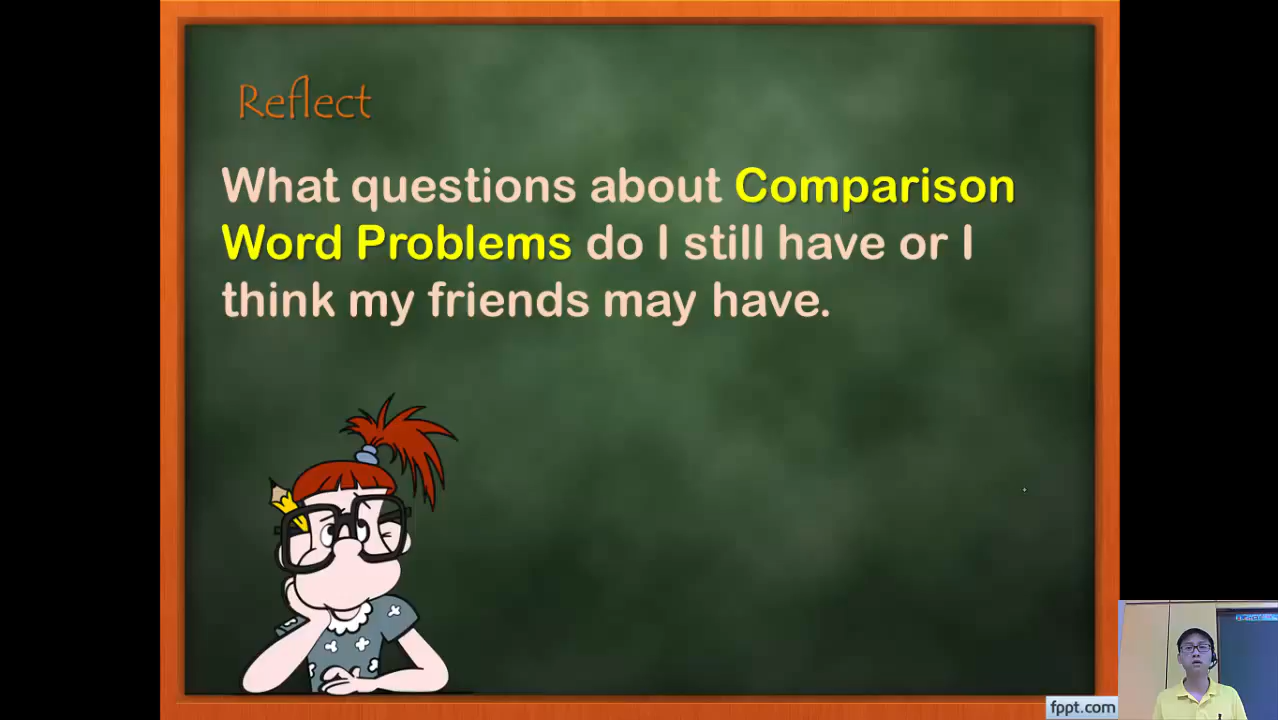 Reflect
What questions about Comparison
Word Problems do I still have or I
think my friends may have.
fppt.com